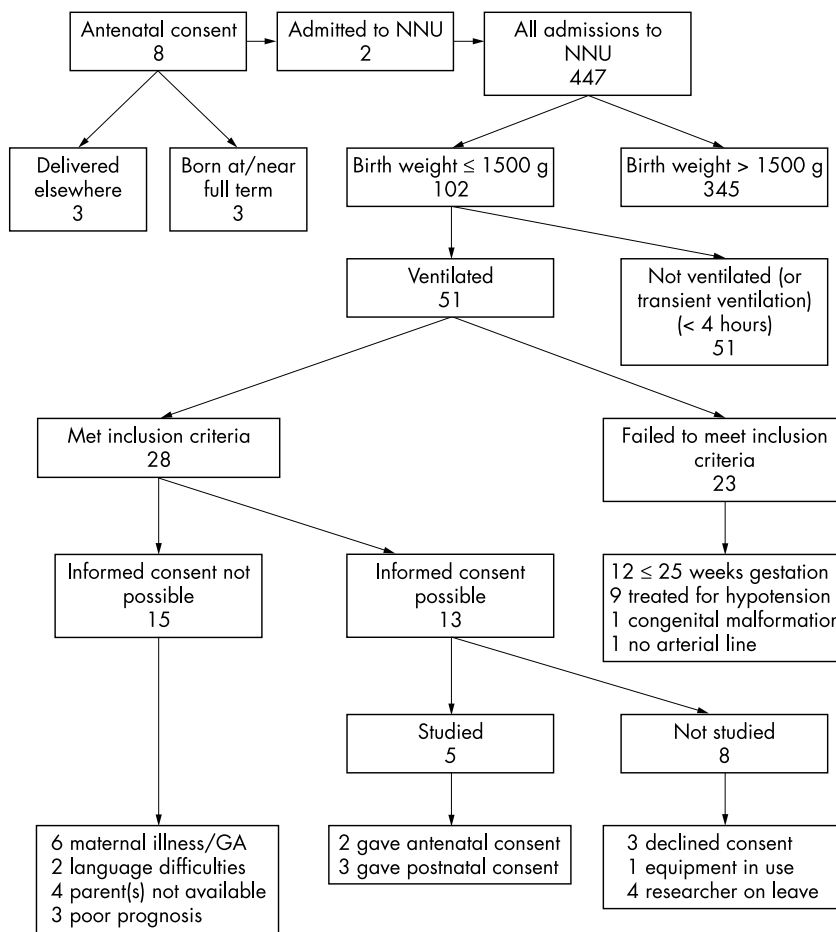 Antenatal consent
8
Admitted to NNU
2
All admissions to
NNU
447
Delivered
elsewhere
3
Born at/near
full term
3
Birth weight ≤ 1500 g
102
Birth weight > 1500 g
345
Ventilated
51
Not ventilated (or
transient ventilation)
(< 4 hours)
51
Met inclusion criteria
28
Failed to meet inclusion
criteria
23
Informed consent not
possible
15
Informed consent
possible
13
12 ≤ 25 weeks gestation
9 treated for hypotension
1 congenital malformation
1 no arterial line
Studied
5
Not studied
8
6 maternal illness/GA
2 language difficulties
4 parent(s) not available
3 poor prognosis
2 gave antenatal consent
3 gave postnatal consent
3 declined consent
1 equipment in use
4 researcher on leave